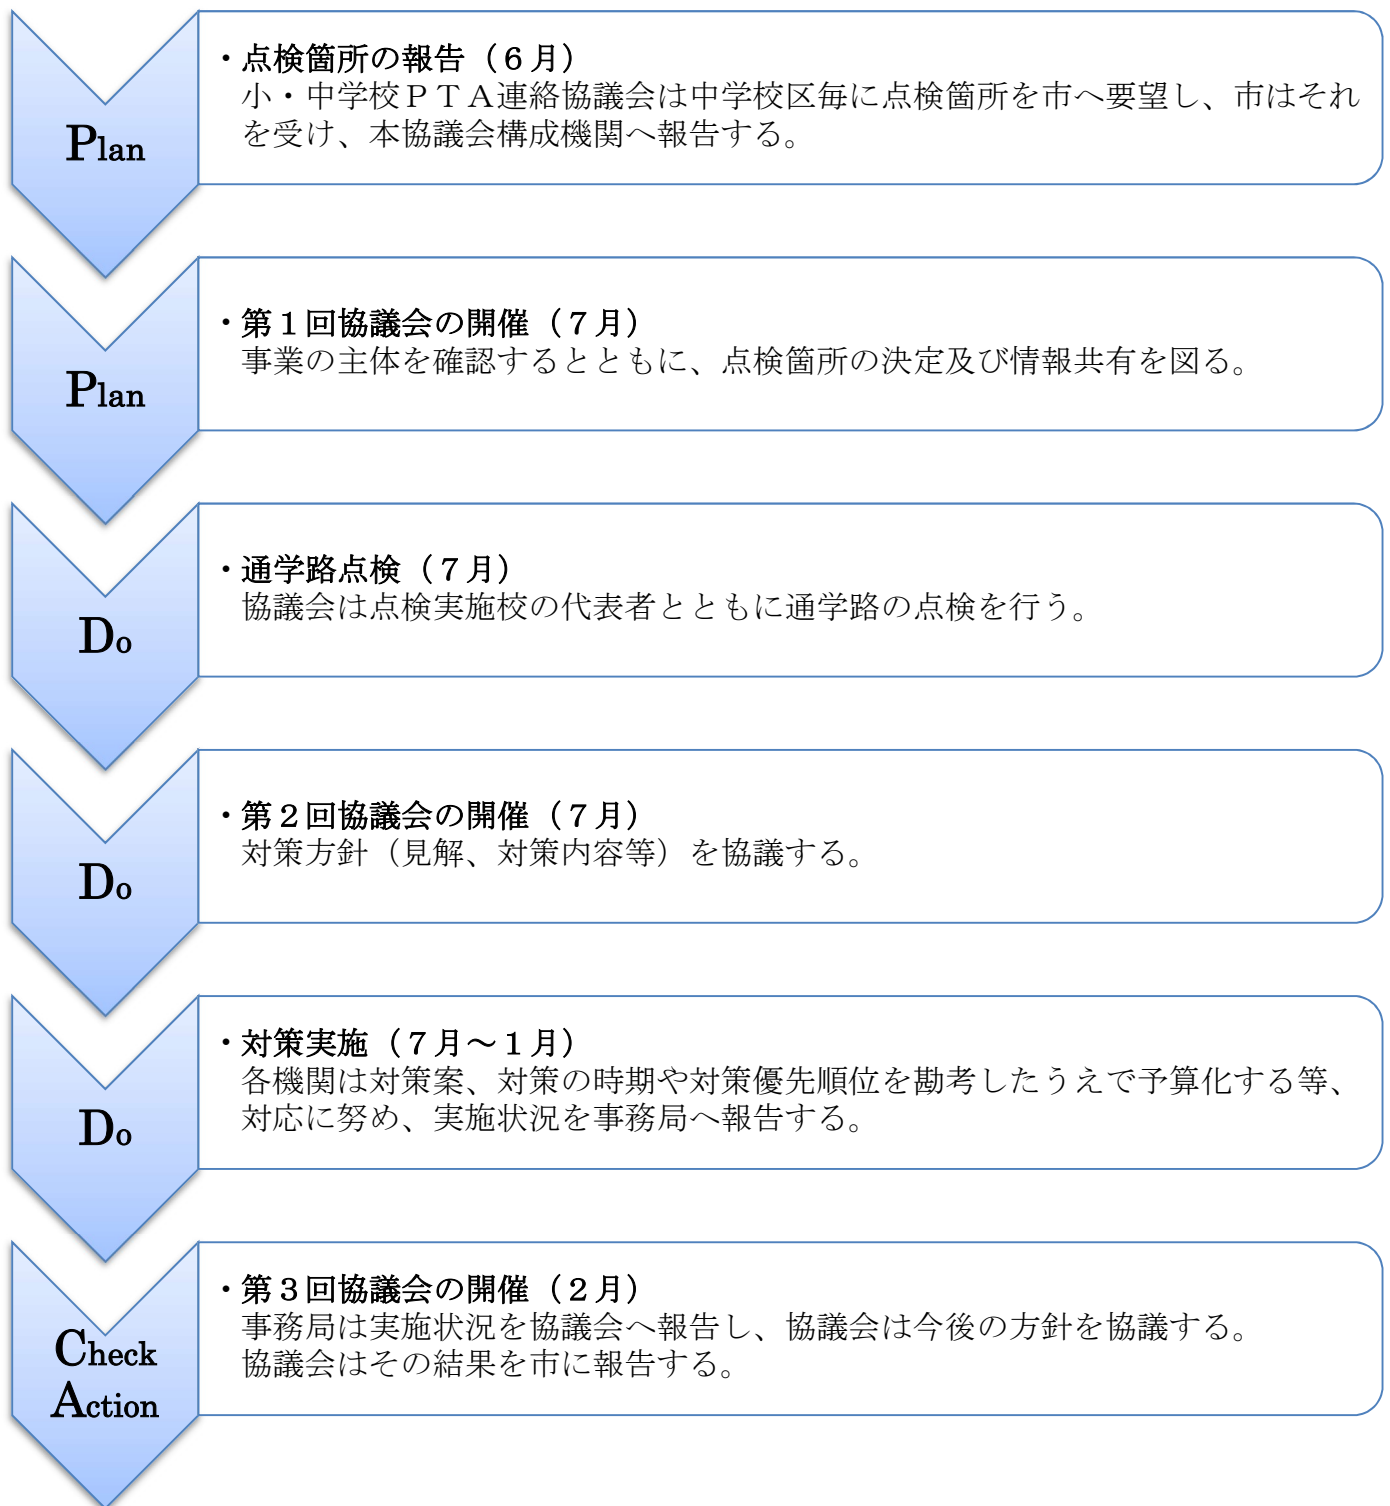 Plan
・点検箇所の報告（６月）
小・中学校ＰＴＡ連絡協議会は中学校区毎に点検箇所を市へ要望し、市はそれ
を受け、本協議会構成機関へ報告する。
Plan
・第１回協議会の開催（７月）
事業の主体を確認するとともに、点検箇所の決定及び情報共有を図る。
Do
・通学路点検（７月）
協議会は点検実施校の代表者とともに通学路の点検を行う。
Do
・第２回協議会の開催（７月）
対策方針（見解、対策内容等）を協議する。
Do
・対策実施（７月～１月）
各機関は対策案、対策の時期や対策優先順位を勘考したうえで予算化する等、
対応に努め、実施状況を事務局へ報告する。
Check
Action
・第３回協議会の開催（２月）
事務局は実施状況を協議会へ報告し、協議会は今後の方針を協議する。
協議会はその結果を市に報告する。